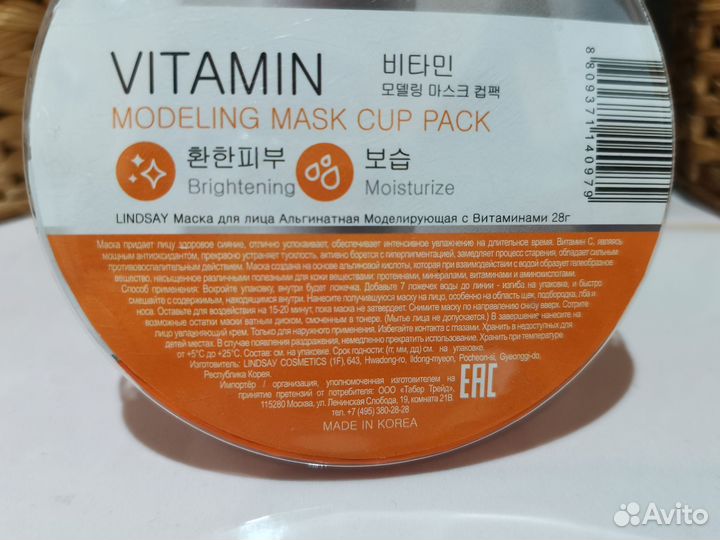 VITAMIN
비타민
모델링 마스크 컵팩
MODELING MASK CUP PACK
환한피부
Brightening
보습
Moisturize
8809371140979
LINDSAY Маска для лица Альгинатная Моделирующая с Витаминами 28г
Маска придает лицу здоровое сияние, отлично успокаивает, обеспечивает интенсивное увлажнение на длительное время. Витамин С, являясь
мощным антиоксидантом, прекрасно устраняет тусклость, активно борется с гиперпигментацией, замедляет процесс старения, обладает сильным
противовоспалительным действием. Маска создана на основе альгиновой кислоты, которая при взаимодействии с водой образует гелеобразное
вещество, насыщенное различными полезными для кожи веществами: протеинами, минералами, витаминами и аминокислотами.
Способ применения: Вскройте упаковку, внутри будет ложечка. Добавьте 7 ложечек воды до линии - изгиба на упаковке, и быстро
смешайте с содержимым, находящимся внутри. Нанесите получившуюся маску на лицо, особенно на область щек, подбородка, лба и
носа. Оставьте для воздействия на 15-20 минут, пока маска не затвердеет. Снимите маску по направлению снизу вверх. Уберите
возможные остатки маски ватным диском, смоченным в тонере. (Мытье лица не допускается.) В завершение нанесите на
лицо увлажняющий крем. Только для наружного применения. Избегайте контакта с глазами. Хранить в недоступных для
детей местах. В случае появления раздражения, немедленно прекратить использование. Хранить при температуре
от +5°C до +25°C. Состав: см. на упаковке. Срок годности: (гг, мм, да) см. на упаковке.
Изготовитель: LINDSAY COSMETICS (1F), 643, Hwadong-ro, Ildong-myeon, Pocheon-si, Gyeonggi-do,
Республика Корея.
Импортёр / организация, уполномоченная изготовителем на
принятие претензий от потребителя: ООО «Табер Трейд»,
115280 Москва, ул. Ленинская Слобода, 19, комната 21В.
тел. +7 (495) 380-28-28
EAC
MADE IN KOREA
Avito